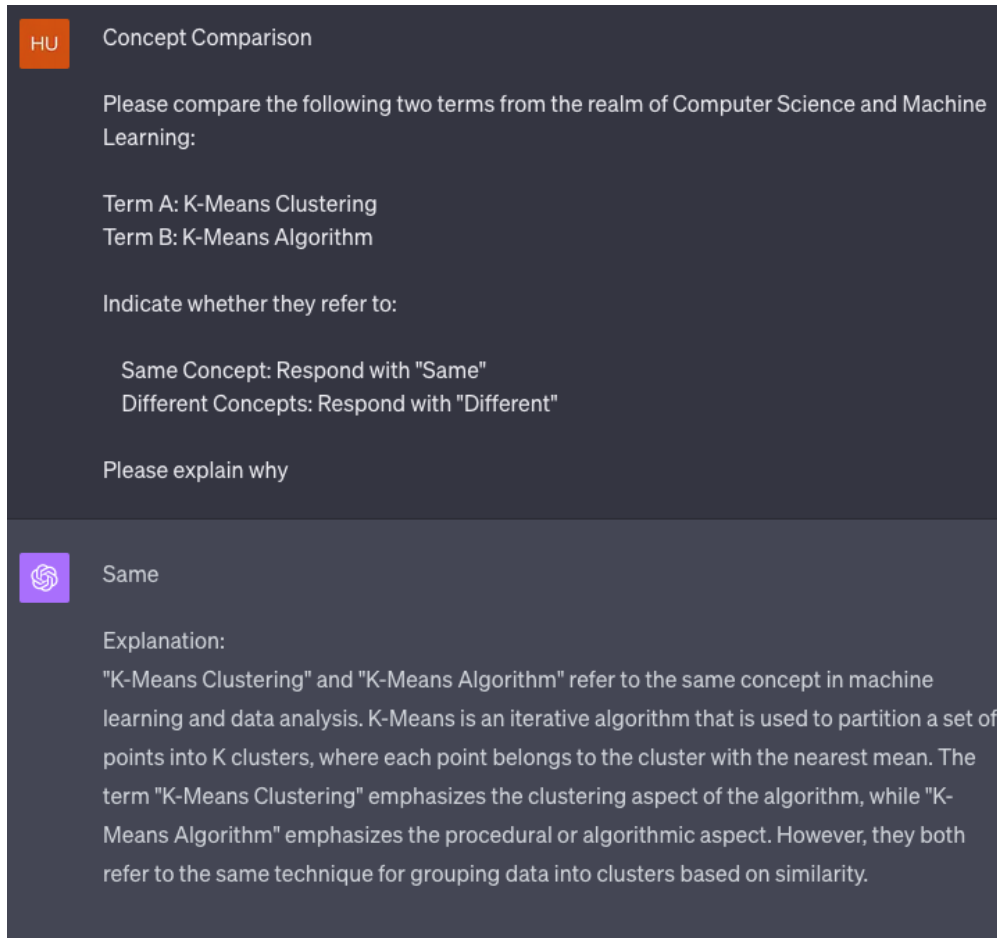 HU
Concept Comparison
Please compare the following two terms from the realm of Computer Science and Machine
Learning:
Term A: K-Means Clustering
Term B: K-Means Algorithm
Indicate whether they refer to:
Same Concept: Respond with "Same"
Different Concepts: Respond with "Different"
Please explain why
Same
Explanation:
"K-Means Clustering" and "K-Means Algorithm" refer to the same concept in machine
learning and data analysis. K-Means is an iterative algorithm that is used to partition a set of
points into K clusters, where each point belongs to the cluster with the nearest mean. The
term "K-Means Clustering" emphasizes the clustering aspect of the algorithm, while "K-
Means Algorithm" emphasizes the procedural or algorithmic aspect. However, they both
refer to the same technique for grouping data into clusters based on similarity.